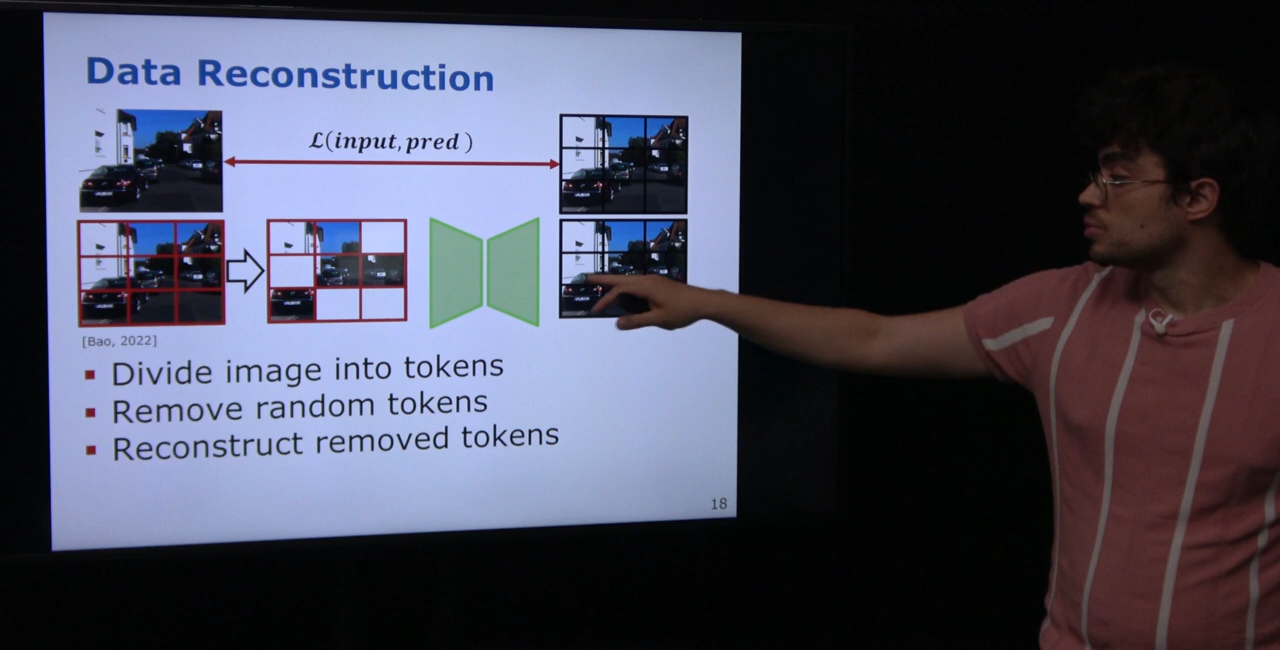 Data Reconstruction
ℒ(input, pred )
[Bao, 2022]
Divide image into tokens
Remove random tokens
Reconstruct removed tokens
18